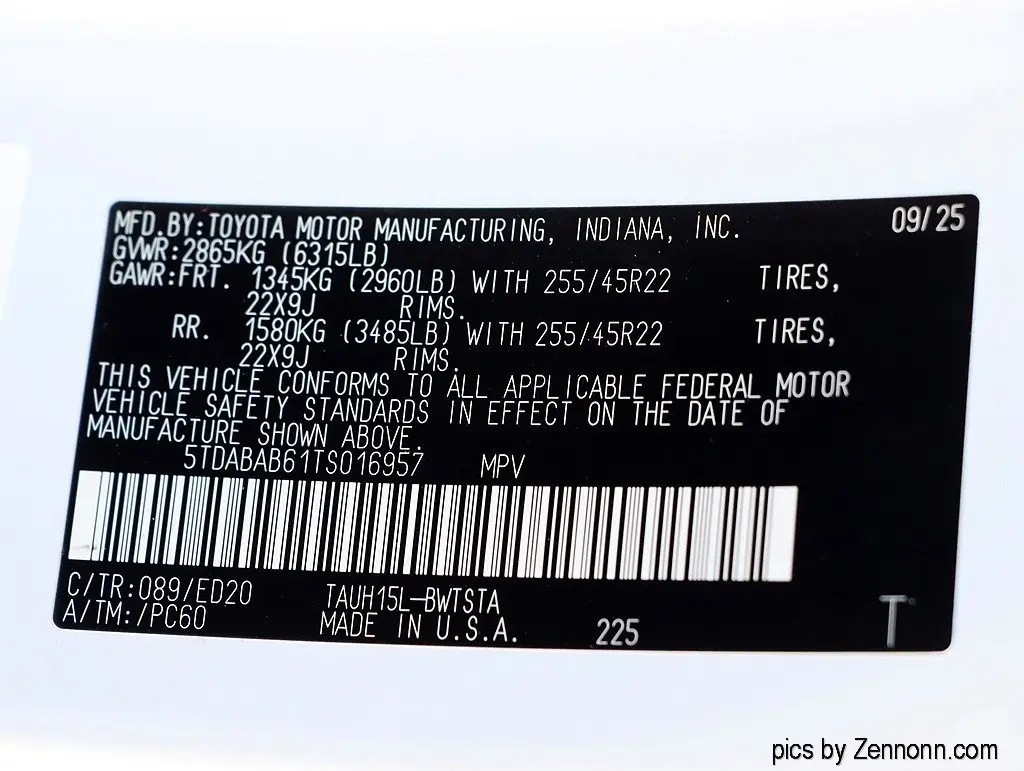 MFD.BY:TOYOTA MOTOR MANUFACTURING, INDIANA, INC. 09/25
GVWR:2865KG (6315LB)
GAWR:FRT. 1345KG (2960LB) WITH 255/45R22 TIRES,
22X9J RIMS.
RR. 1580KG (3485LB) WITH 255/45R22 TIRES,
22X9J RIMS.
THIS VEHICLE CONFORMS TO ALL APPLICABLE FEDERAL MOTOR
VEHICLE SAFETY STANDARDS IN EFFECT ON THE DATE OF
MANUFACTURE SHOWN ABOVE.
5TDABAB61TS016957 MPV
C/TR:089/ED20 TAUH15L-BWTSTA
A/TM:/PC60 MADE IN U.S.A. 225 T
pics by Zennonn.com